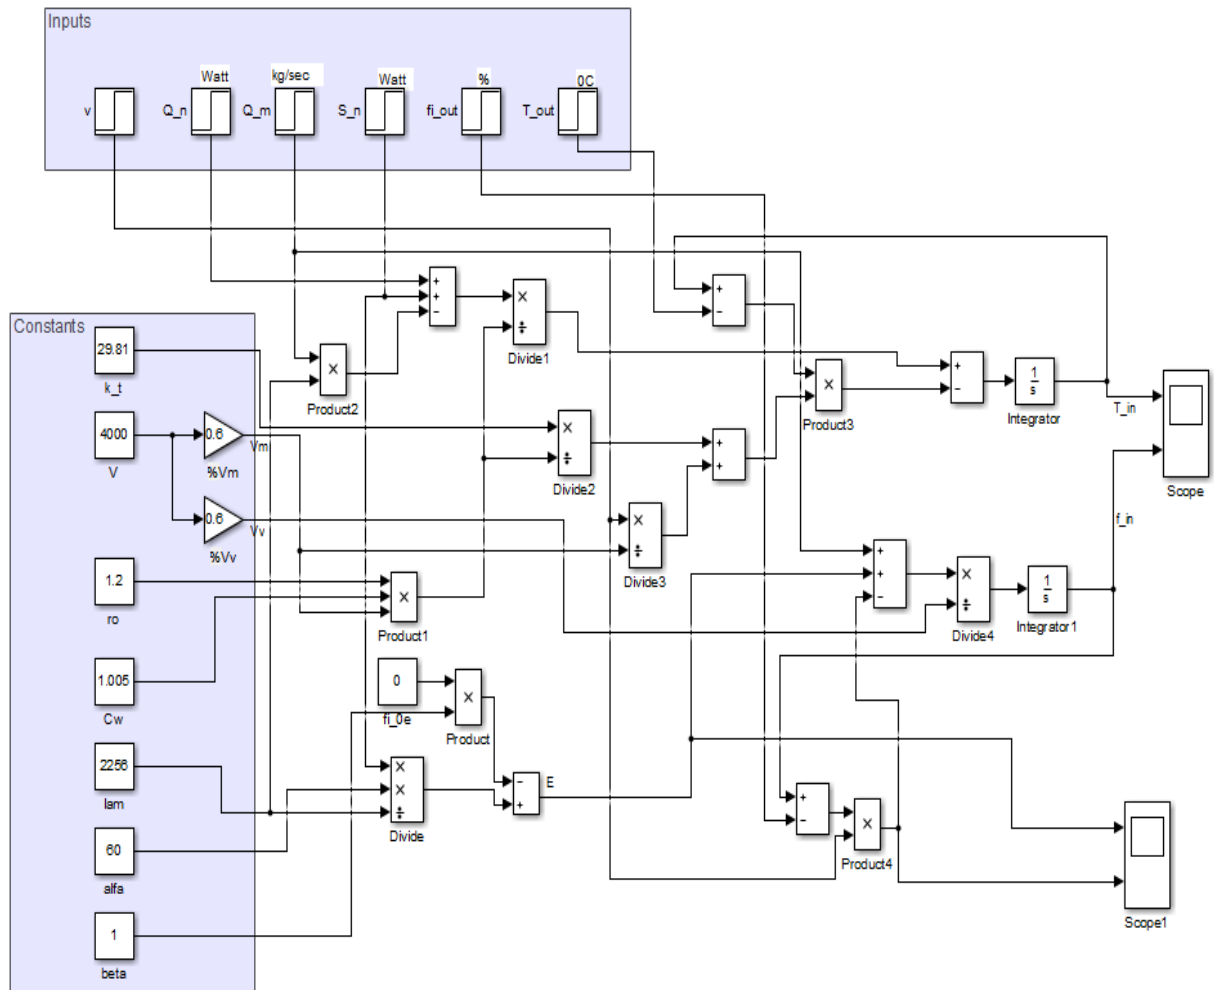 Inputs
Watt
kg/sec
Watt
%
0C
v
Q_n
Q_m
S_n
fi_out
T_out
+
+
−
×
÷
Divide1
+
−
Constants
29.81
k_t
×
Product2
×
Product3
+
−
1
s
Integrator
T_in
Scope
4000
V
0.6
%Vm
Vm
×
÷
Divide2
+
+
0.6
%Vv
Vv
×
÷
Divide3
f_in
1.2
ro
×
Product1
+
+
−
×
÷
Divide4
1
s
Integrator1
1.005
Cw
0
fi_0e
×
Product
2256
lam
×
×
÷
Divide
−
+
E
+
−
×
Product4
60
alfa
Scope1
1
beta